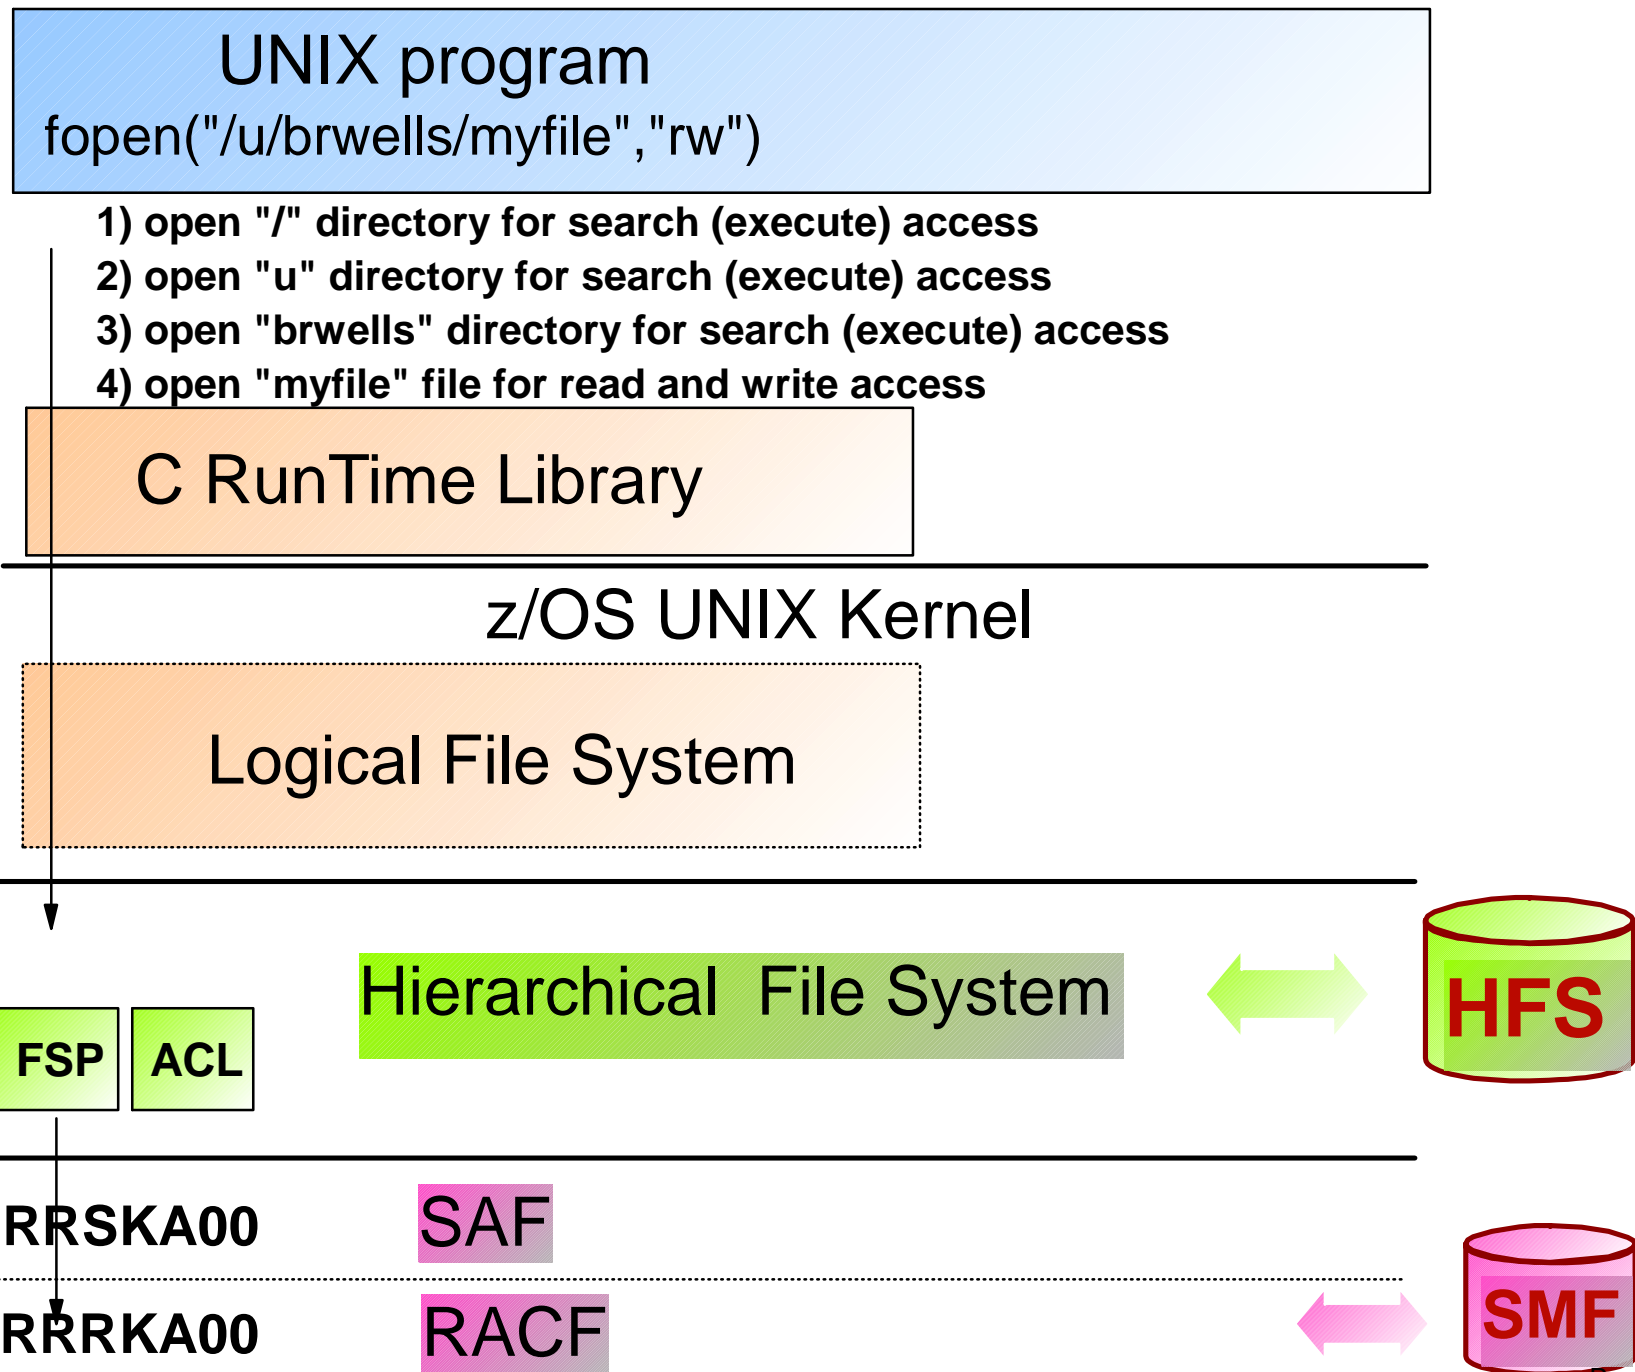 UNIX program
fopen("/u/brwells/myfile","rw")
1) open "/" directory for search (execute) access
2) open "u" directory for search (execute) access
3) open "brwells" directory for search (execute) access
4) open "myfile" file for read and write access
C RunTime Library
z/OS UNIX Kernel
Logical File System
Hierarchical File System
HFS
FSP ACL
RRSKA00 SAF
RRRKA00 RACF
SMF